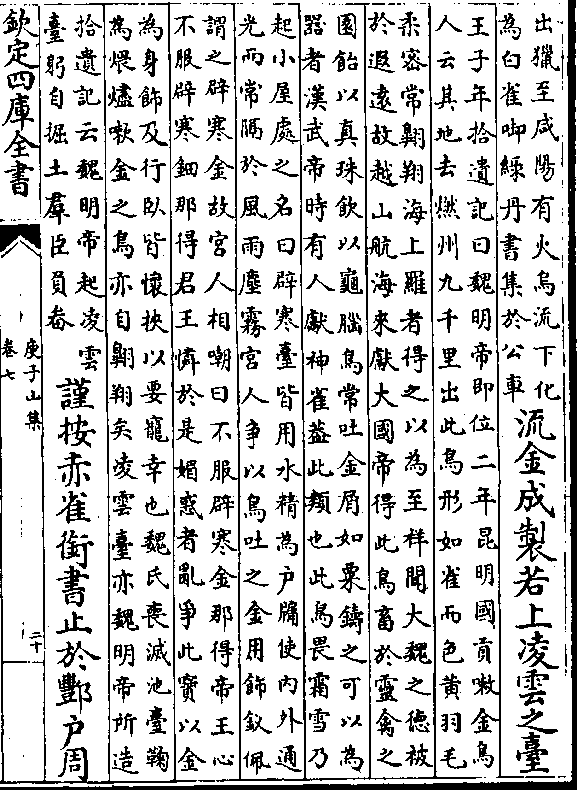 出獵至咸陽有火烏流下化
為白雀啣綠丹書集於公車
流金成製若上凌雲之臺
王子年拾遺記曰魏明帝即位二年昆明國貢嗽金鳥
人云其地去燃州九千里出此鳥形如雀而色黃羽毛
柔宻常翺翔海上羅者得之以為至祥聞大魏之德被
於遐遠故越山航海來獻大國帝得此鳥畜於靈禽之
園飴以真珠飲以龜腦鳥常吐金屑如粟鑄之可以為
器昔漢武帝時有人獻神雀葢此類也此鳥畏霜雪乃
起小屋處之名曰辟寒臺皆用水精為户牖使内外通
光而常隔於風雨塵霧宫人争以鳥吐之金用飾釵佩
謂之辟寒金故宫人相嘲曰不服辟寒金那得帝王心
不服辟寒鈿那得君王憐於是媚惑者亂爭此寶以金
為身飾及行臥皆懷挾以要寵幸也魏氏喪滅池臺鞠
為煨燼嗽金之鳥亦自翺翔矣凌雲臺亦魏明帝所造
拾遺記云魏明帝起凌雲
臺躬自掘土羣臣負畚
謹按赤雀銜書止於酆户周
欽定四庫全書
庾子山集
卷七
二十